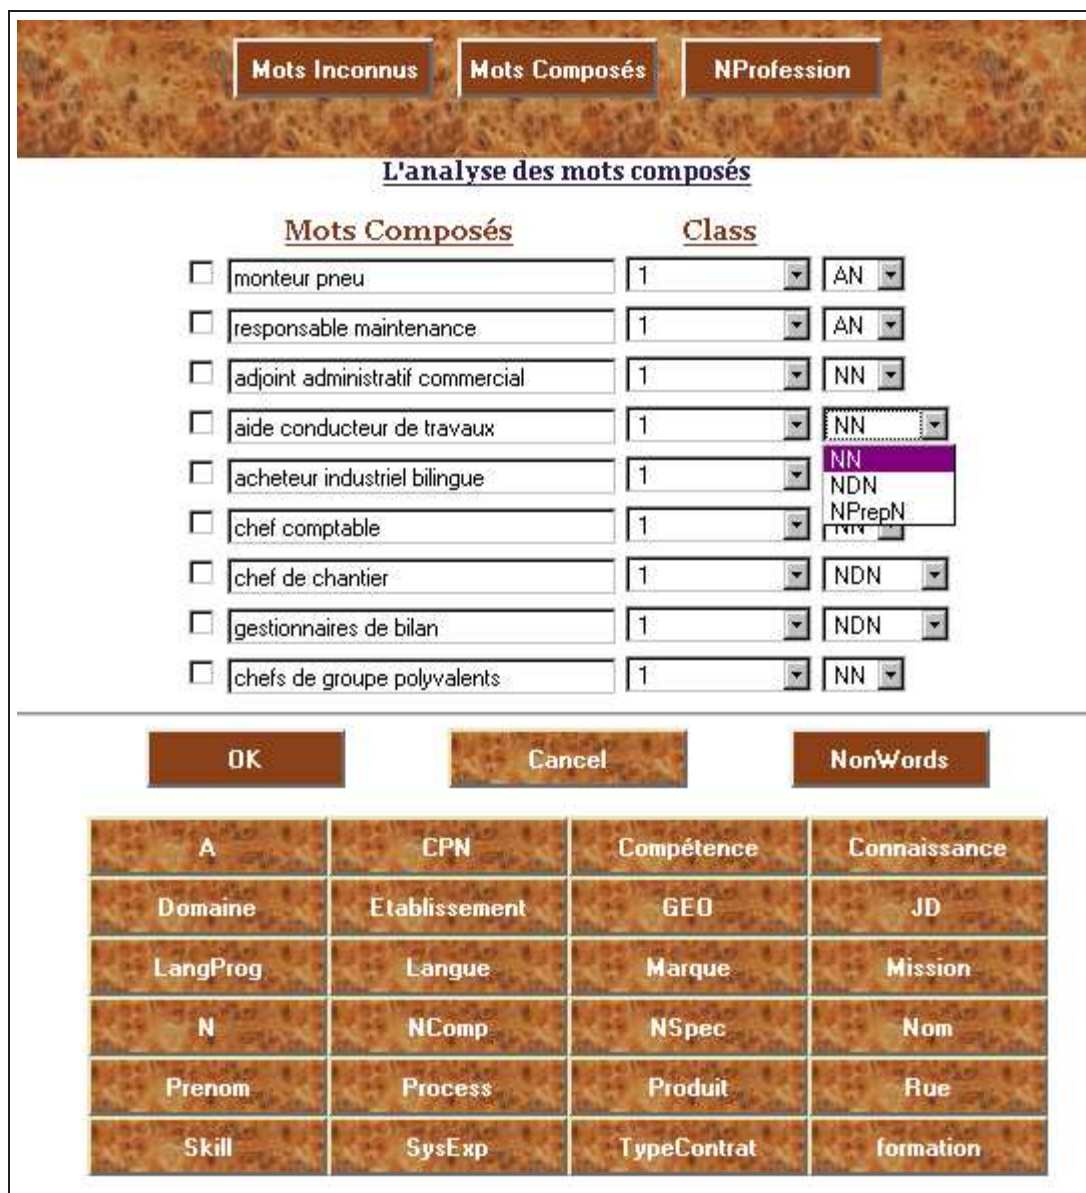 Mots Inconnus Mots Composés NProfession
L'analyse des mots composés
Mots Composés Class
monteur pneu 1 AN
responsable maintenance 1 AN
adjoint administratif commercial 1 NN
aide conducteur de travaux 1 NN
NN
acheteur industriel bilingue 1
NDN
NPrepN
chef comptable 1 NN
chef de chantier 1 NDN
gestionnaires de bilan 1 NDN
chefs de groupe polyvalents 1 NN
OK Cancel NonWords
A CPN Compétence Connaissance
Domaine Etablissement GEO JD
LangProg Langue Marque Mission
N NComp NSpec Nom
Prenom Process Produit Rue
Skill SysExp TypeContrat formation